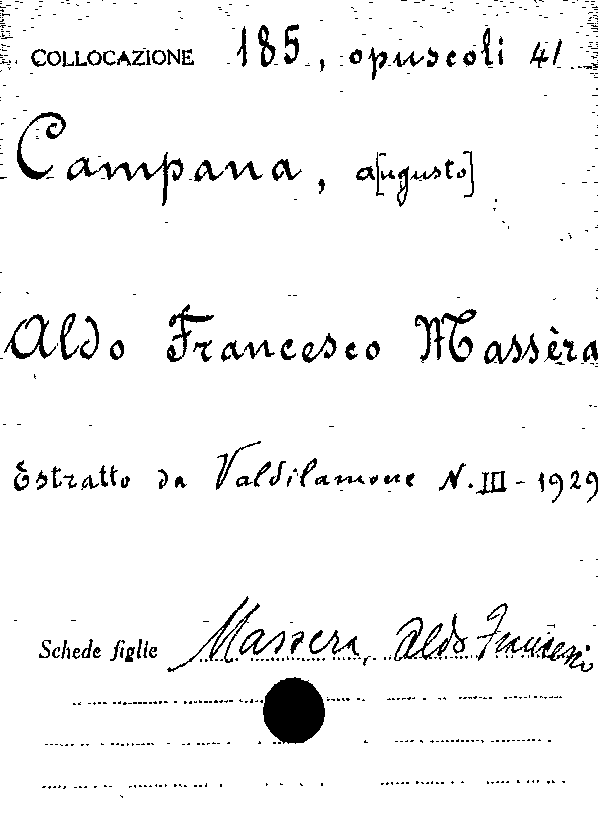 COLLOCAZIONE 185, opuscoli 41
Campana, a[ugusto]
Aldo Francesco Massèra
Estratto da Valdilamone N. III - 1929
Schede figlie Massera, Aldo Francesco